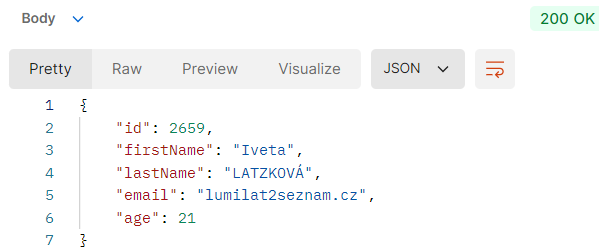 Body 200 OK
Pretty Raw Preview Visualize JSON
1 {
2 "id": 2659,
3 "firstName": "Iveta",
4 "lastName": "LATZKOVÁ",
5 "email": "lumilat2seznam.cz",
6 "age": 21
7 }